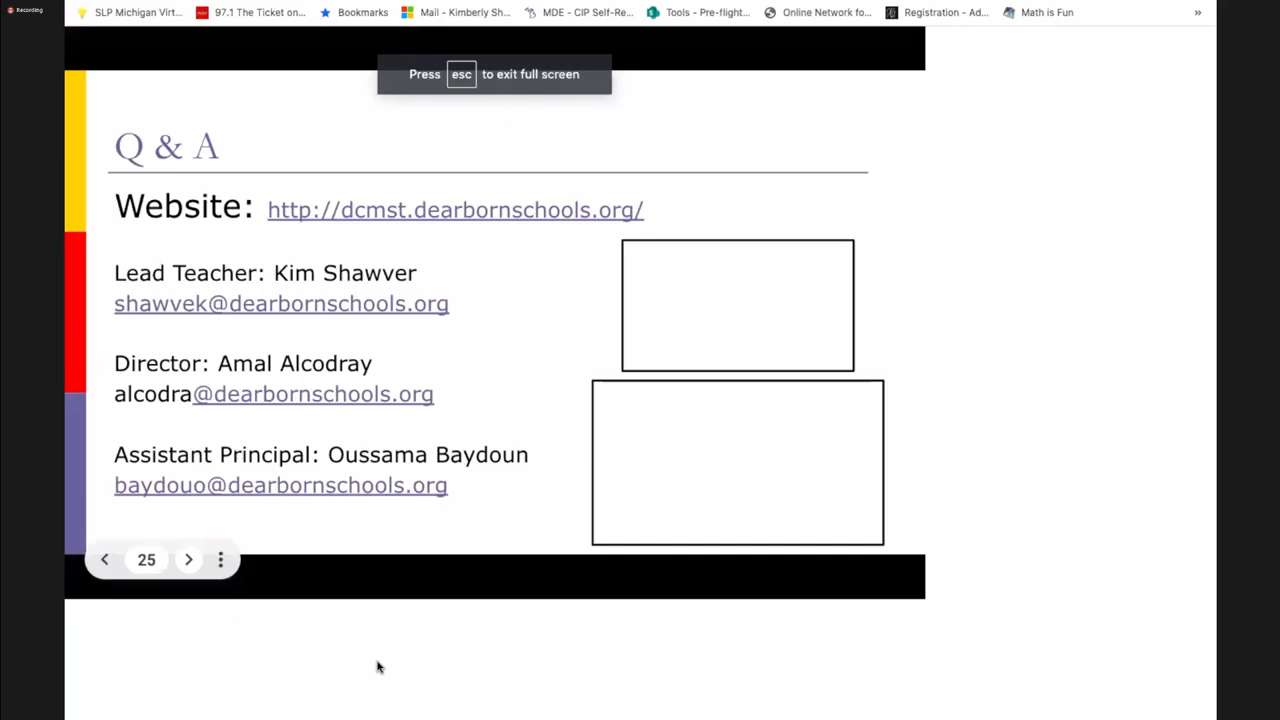 Recording
SLP Michigan Virt...
97.1 The Ticket on...
Bookmarks
Mail - Kimberly Sh...
MDE - CIP Self-Re...
Tools - Pre-flight...
Online Network fo...
Registration - Ad...
Math is Fun
»
Press esc to exit full screen
Q & A
Website: http://dcmst.dearbornschools.org/
Lead Teacher: Kim Shawver
shawvek@dearbornschools.org
Director: Amal Alcodray
alcodra@dearbornschools.org
Assistant Principal: Oussama Baydoun
baydouo@dearbornschools.org
25